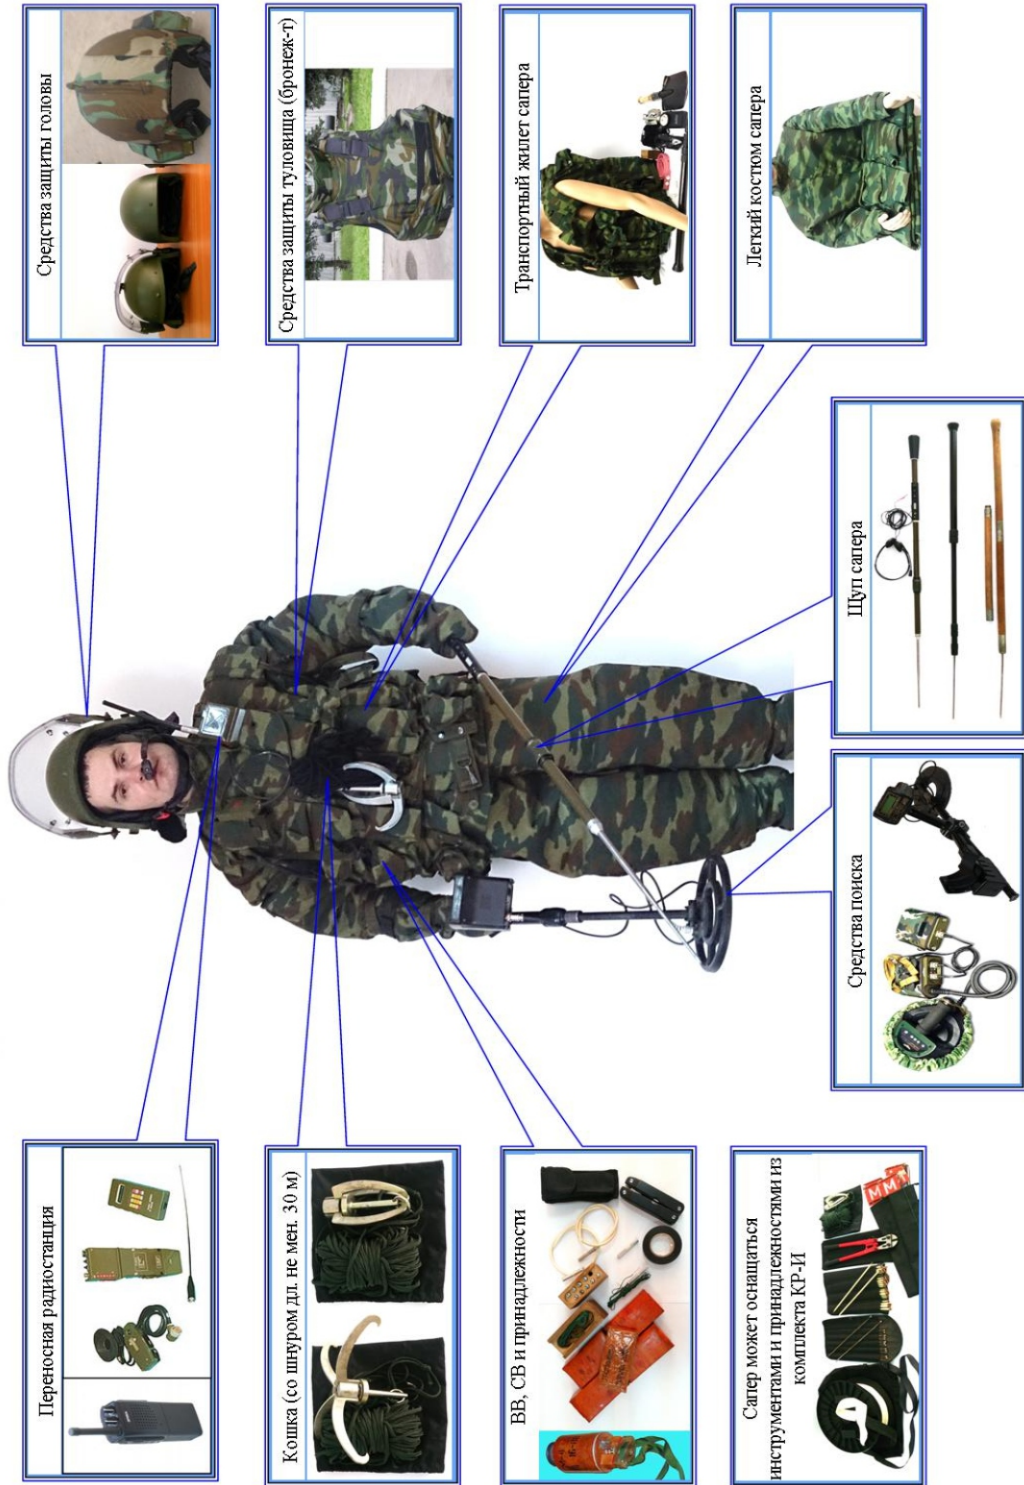 Средства защиты головы
Средства защиты туловища (бронеж-т)
Транспортный жилет сапера
Легкий костюм сапера
Щуп сапера
Средства поиска
Переносная радиостанция
Кошка (со шнуром дл. не мен. 30 м)
ВВ, СВ и принадлежности
Сапер может оснащаться
инструментами и принадлежностями из
комплекта КР-И
М М